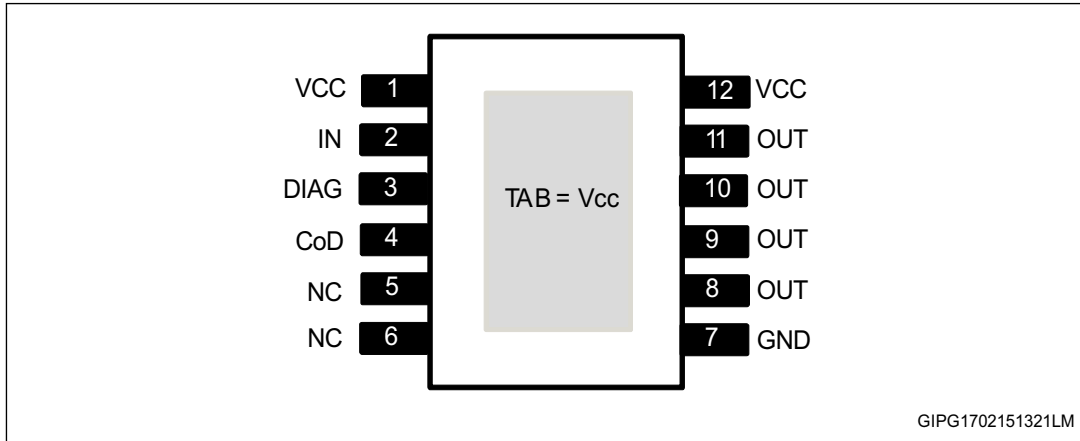 VCC 1 12 VCC
IN 2 11 OUT
DIAG 3 10 OUT
TAB = Vcc
CoD 4 9 OUT
NC 5 8 OUT
NC 6 7 GND
GIPG1702151321LM